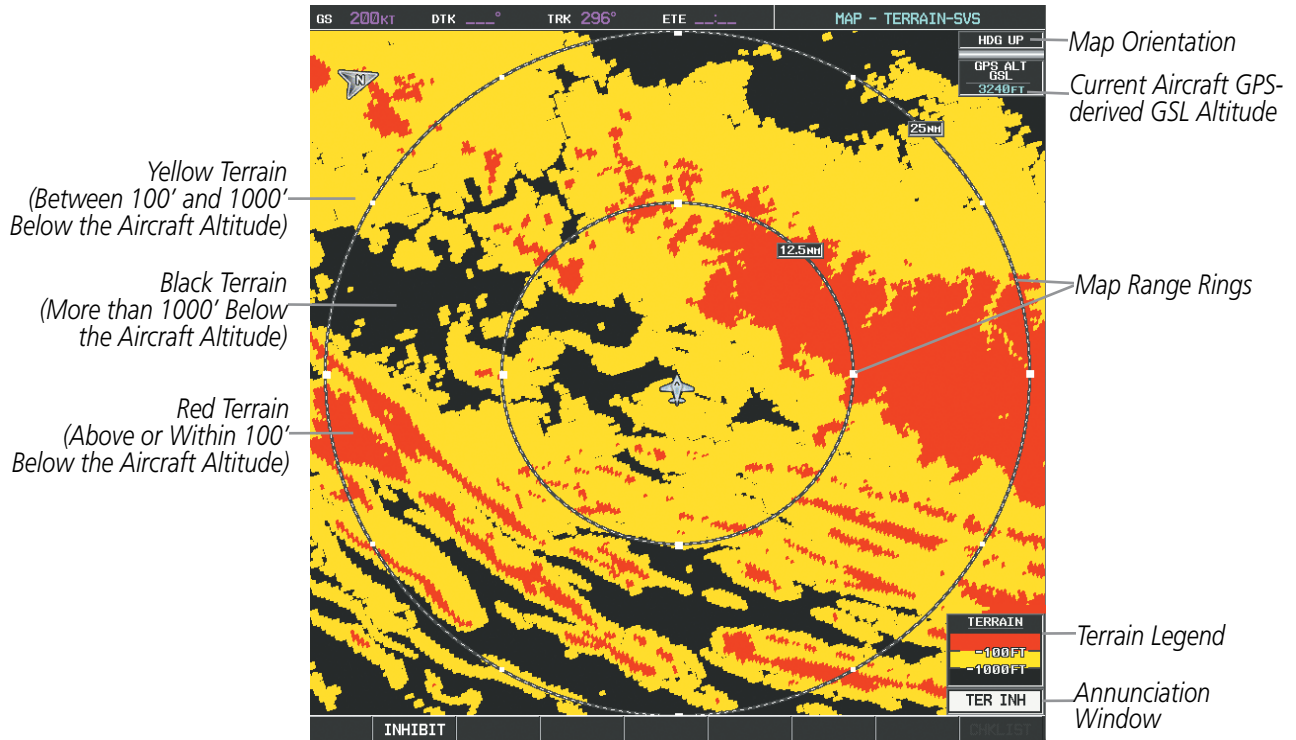 GS 200KT DTK ___° TRK 296° ETE __:__ MAP - TERRAIN-SVS
HDG UP
Map Orientation
GPS ALT
GSL
3240FT
Current Aircraft GPS-
derived GSL Altitude
N
25NM
Yellow Terrain
(Between 100’ and 1000’
Below the Aircraft Altitude)
12.5NM
Black Terrain
(More than 1000’ Below
the Aircraft Altitude)
Map Range Rings
Red Terrain
(Above or Within 100’
Below the Aircraft Altitude)
TERRAIN
-100FT
-1000FT
Terrain Legend
TER INH
Annunciation
Window
INHIBIT
CHKLIST